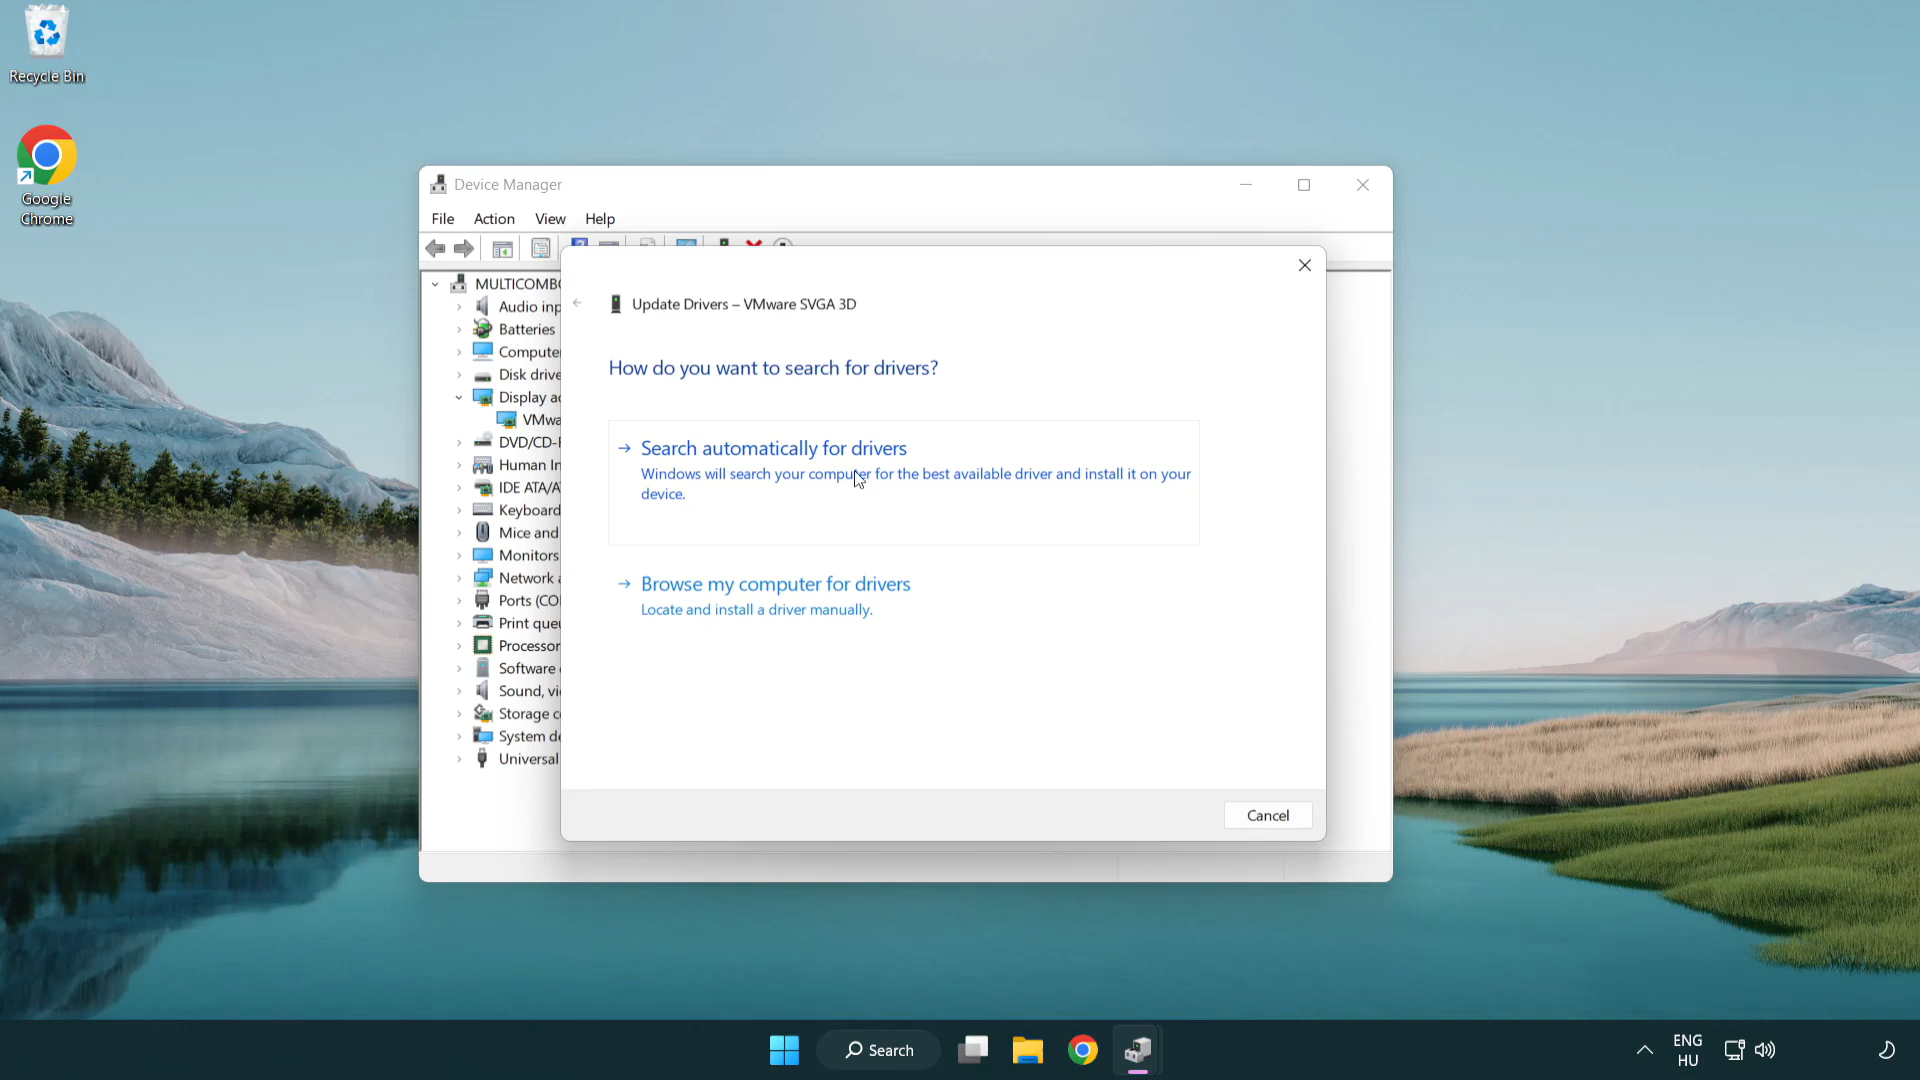 Recycle Bin
Google
Chrome
Device Manager
File Action View Help
Update Drivers – VMware SVGA 3D
How do you want to search for drivers?
Search automatically for drivers
Windows will search your computer for the best available driver and install it on your
device.
Browse my computer for drivers
Locate and install a driver manually.
Cancel
MULTICOMBO
Audio inp
Batteries
Compute
Disk drive
Display ad
VMwa
DVD/CD-R
Human In
IDE ATA/A
Keyboard
Mice and
Monitors
Network a
Ports (CO
Print que
Processor
Software
Sound, vi
Storage c
System de
Universal
Search
ENG
HU